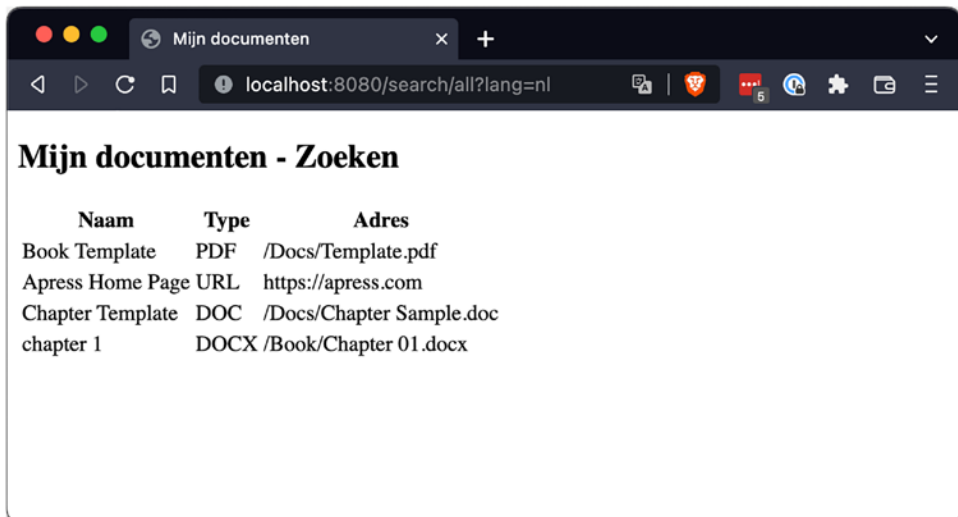 Mijn documenten
localhost:8080/search/all?lang=nl
5
Mijn documenten - Zoeken
Naam Type Adres
Book Template PDF /Docs/Template.pdf
Apress Home Page URL https://apress.com
Chapter Template DOC /Docs/Chapter Sample.doc
chapter 1 DOCX /Book/Chapter 01.docx